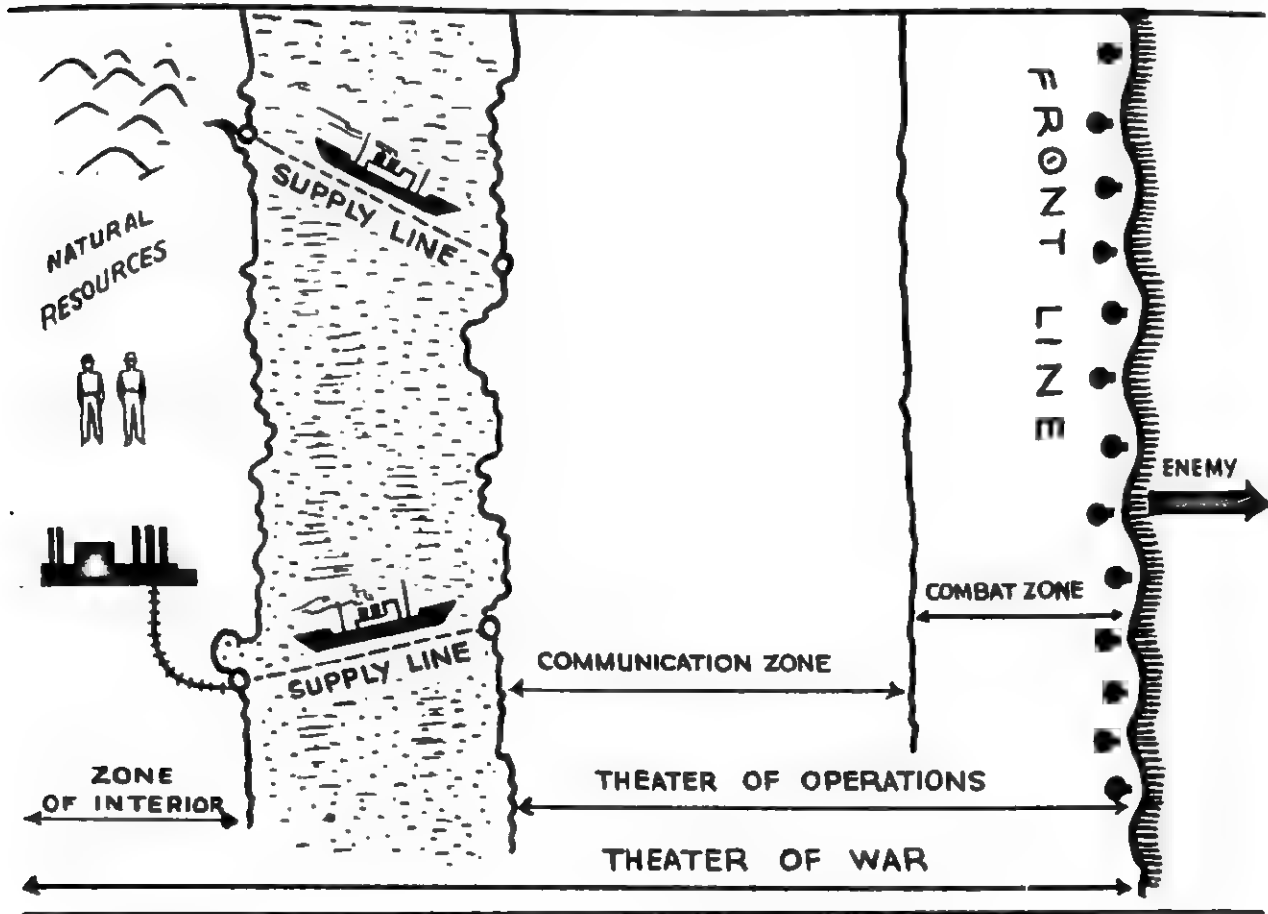 NATURAL
RESOURCES
SUPPLY LINE
SUPPLY LINE
FRONT LINE
ENEMY
COMBAT ZONE
COMMUNICATION ZONE
ZONE
OF INTERIOR
THEATER OF OPERATIONS
THEATER OF WAR